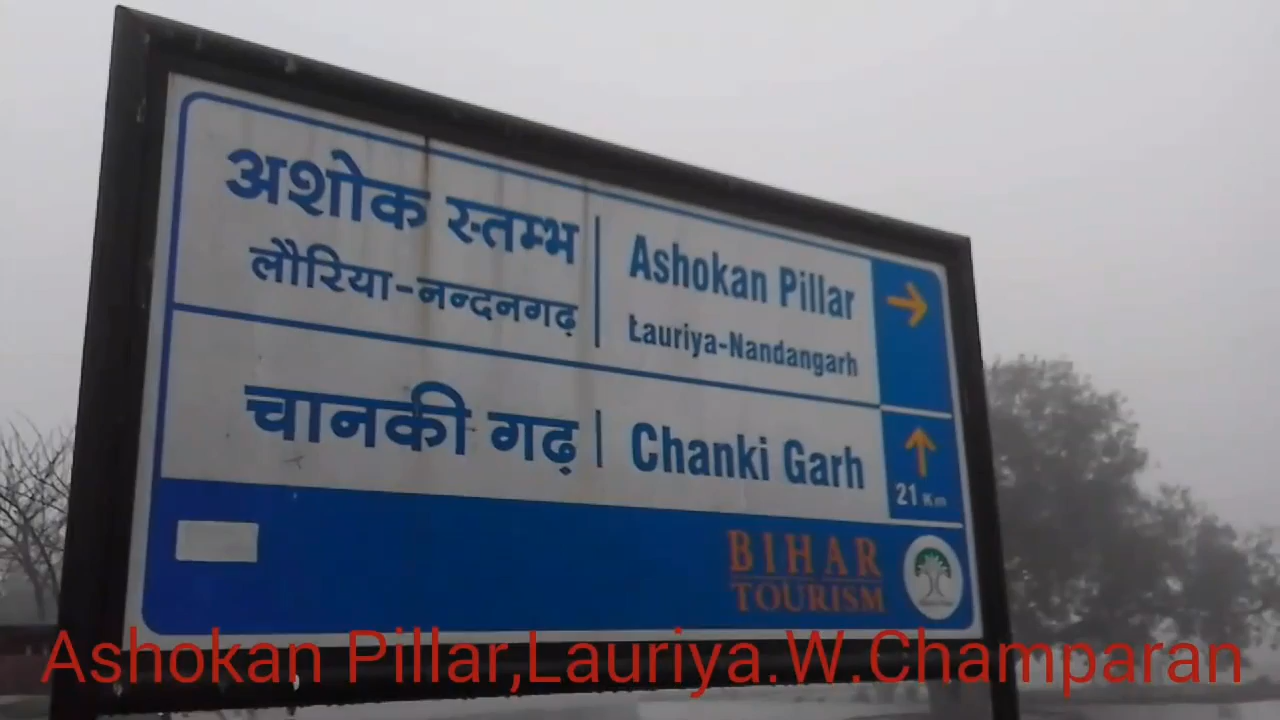 अशोक स्तम्भ
लौरिया-नन्दनगढ़
Ashokan Pillar
Lauriya-Nandangarh
चानकी गढ़
Chanki Garh
21 Km
BIHAR
TOURISM
Ashokan Pillar,Lauriya.W.Champaran